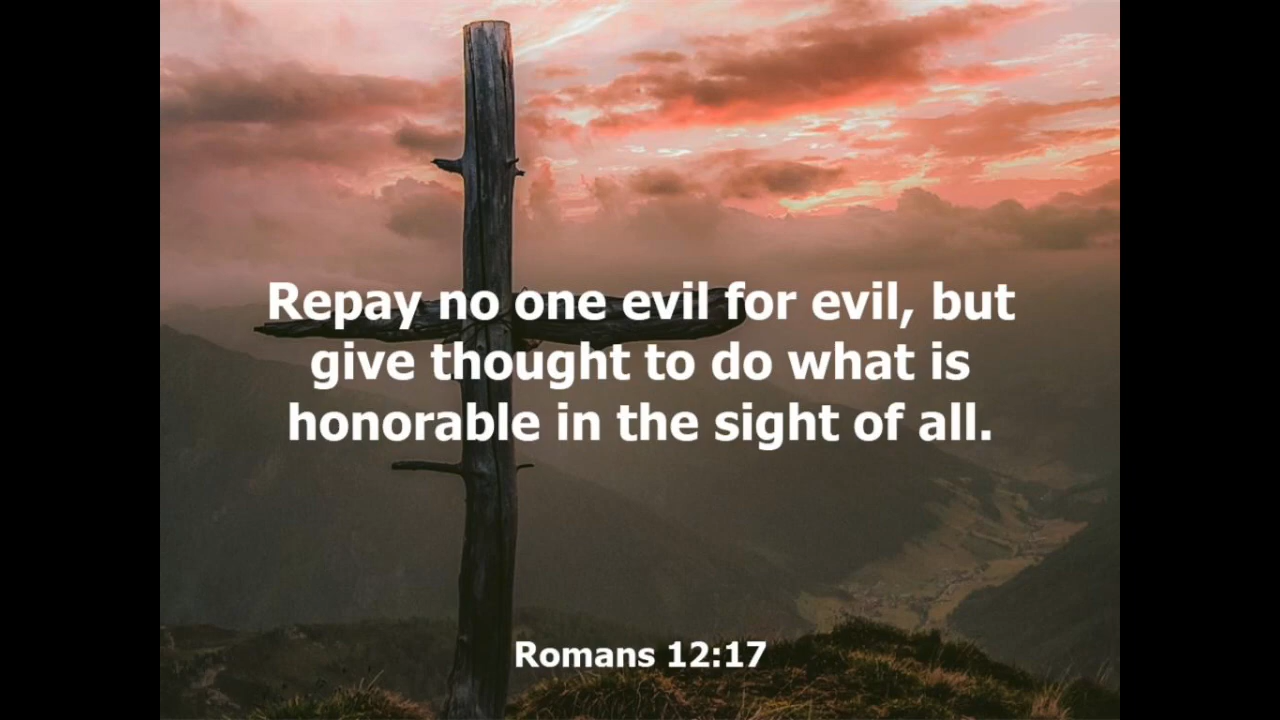 Repay no one evil for evil, but
give thought to do what is
honorable in the sight of all.
Romans 12:17